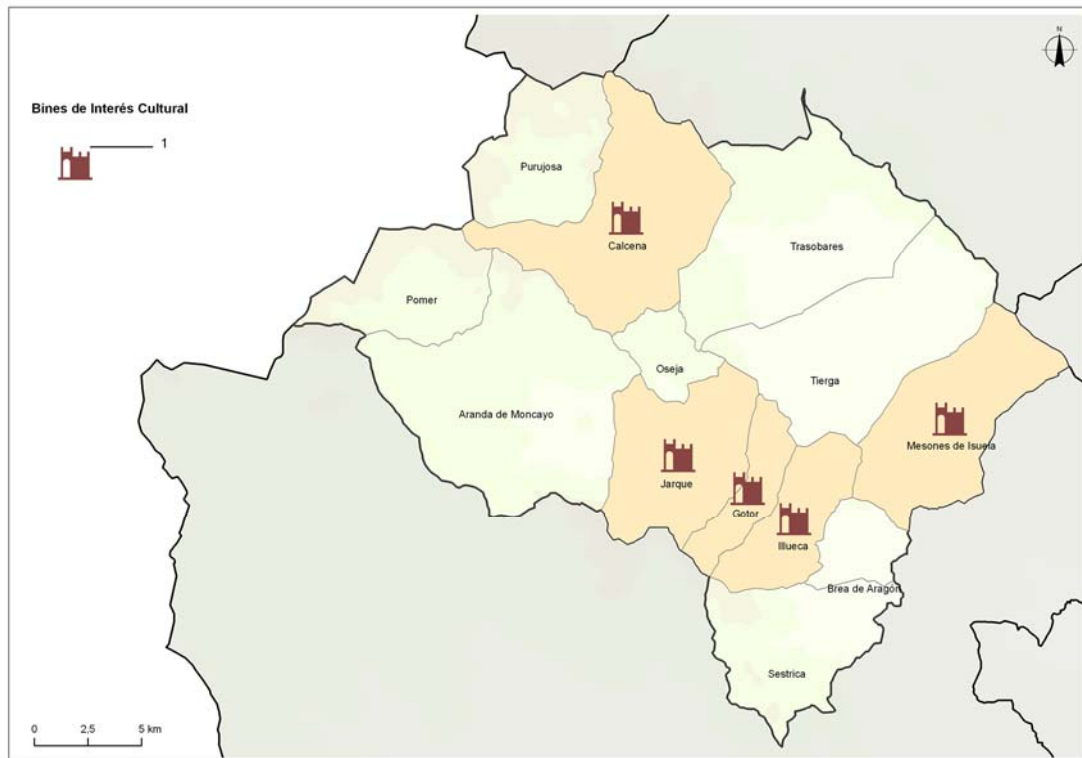 N
Bines de Interés Cultural
1
Purujosa
Calcena
Trasobares
Pomer
Oseja
Tierga
Aranda de Moncayo
Mesones de Isuela
Jarque
Gotor
Illueca
Brea de Aragón
Sestrica
0 2,5 5 km